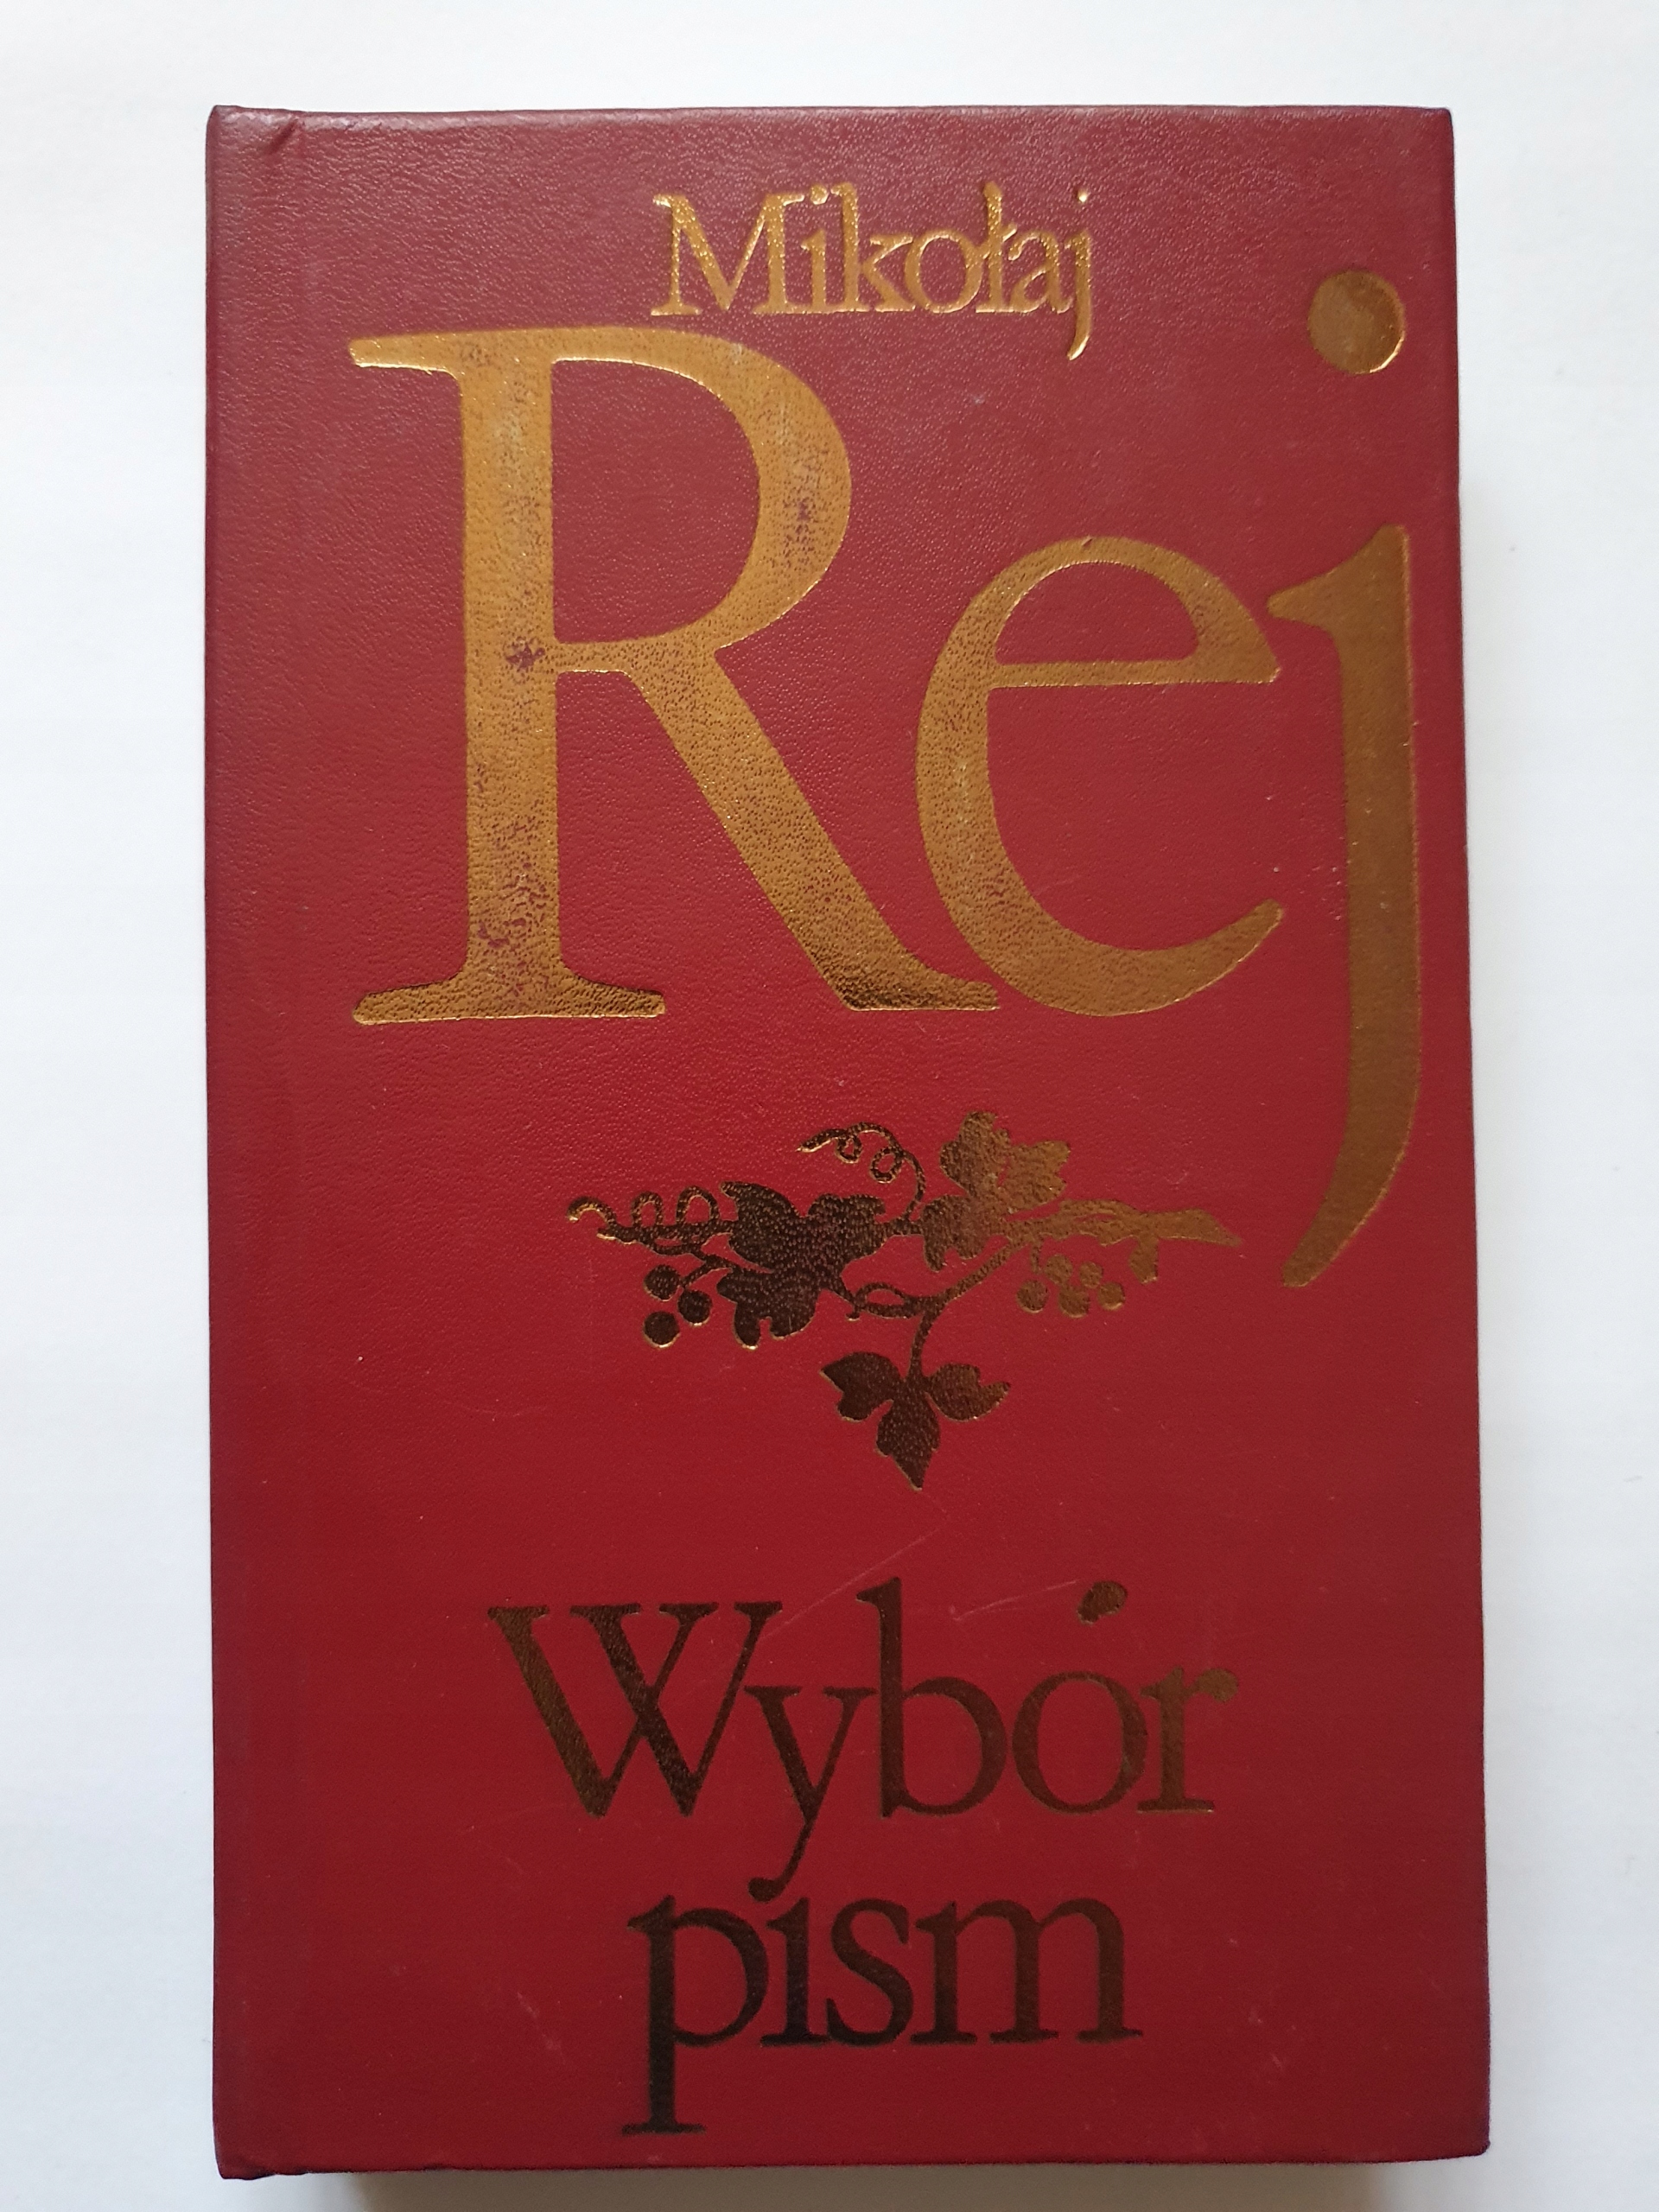 Mikołaj
Rej
Wybór
pism